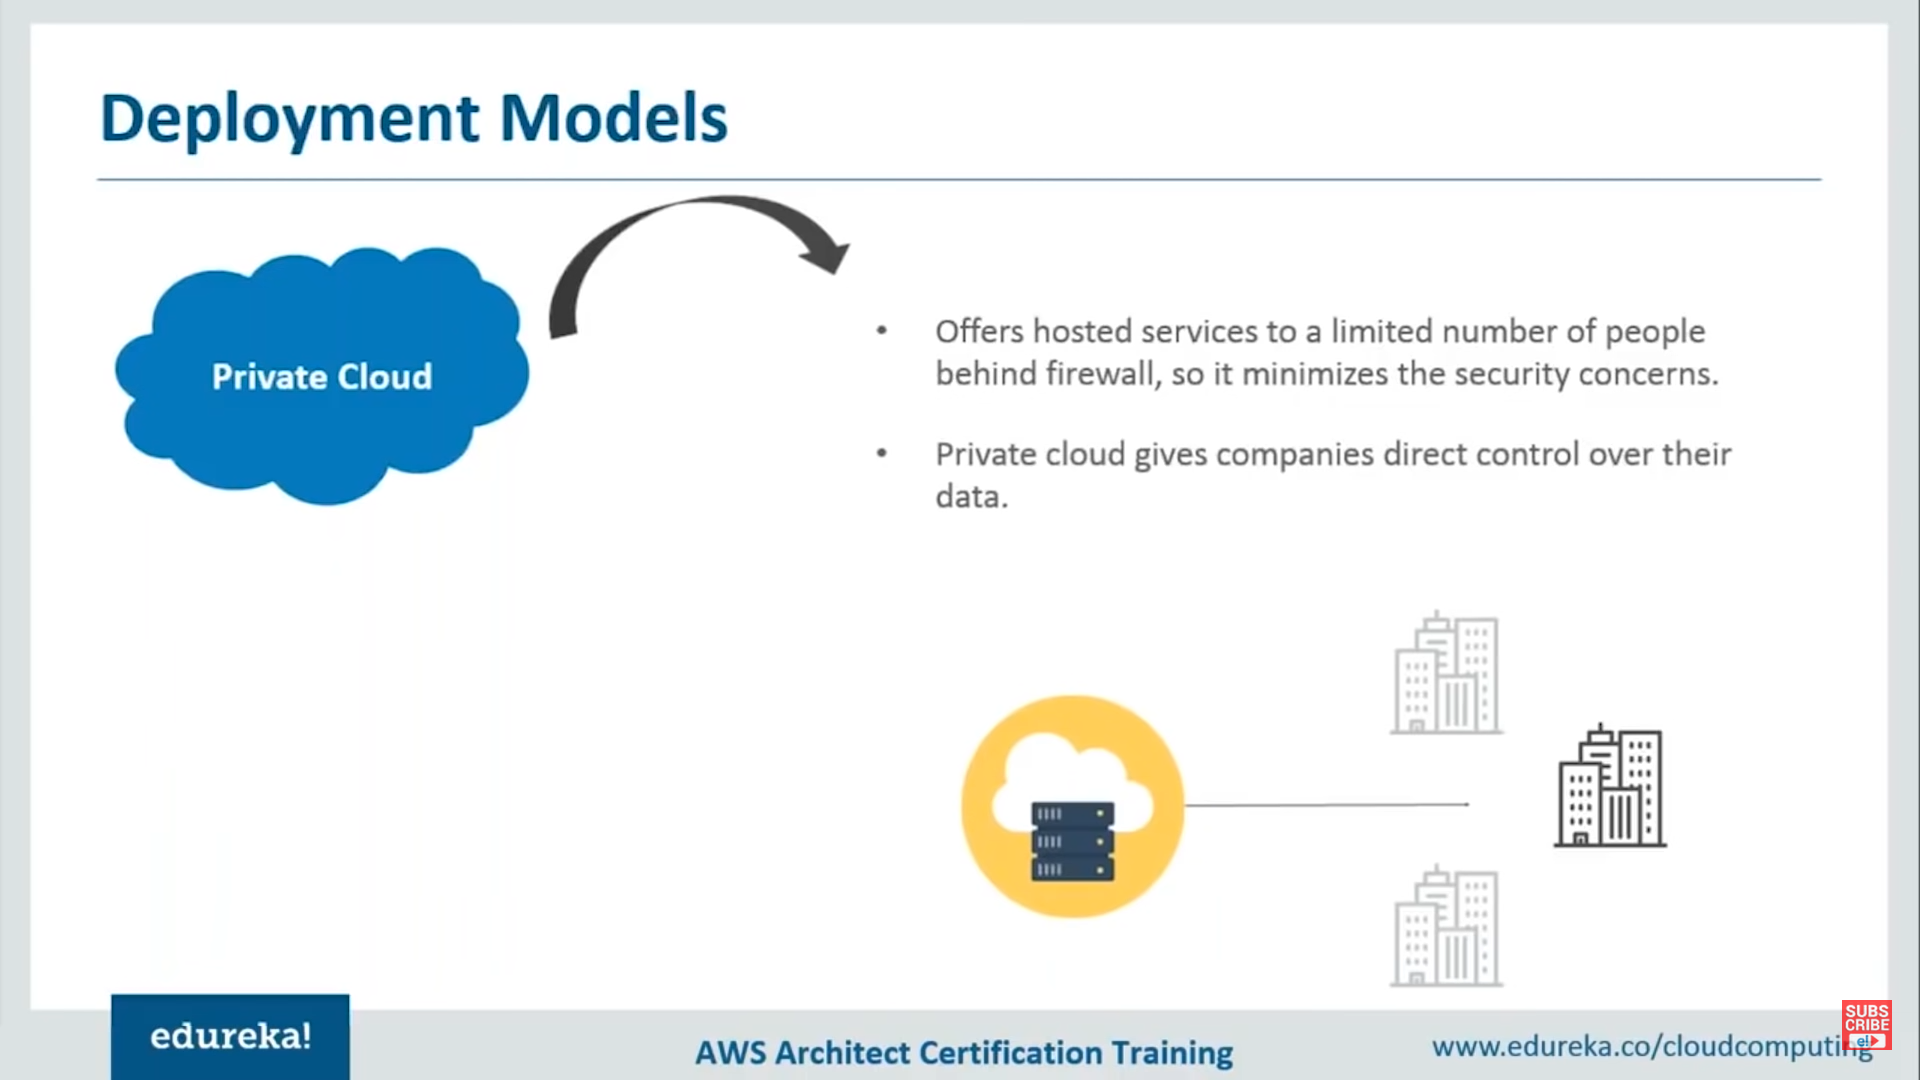 Deployment Models
Private Cloud
• Offers hosted services to a limited number of people
behind firewall, so it minimizes the security concerns.
• Private cloud gives companies direct control over their
data.
edureka!
AWS Architect Certification Training
www.edureka.co/cloudcomputing
SUBS
CRIBE
e!